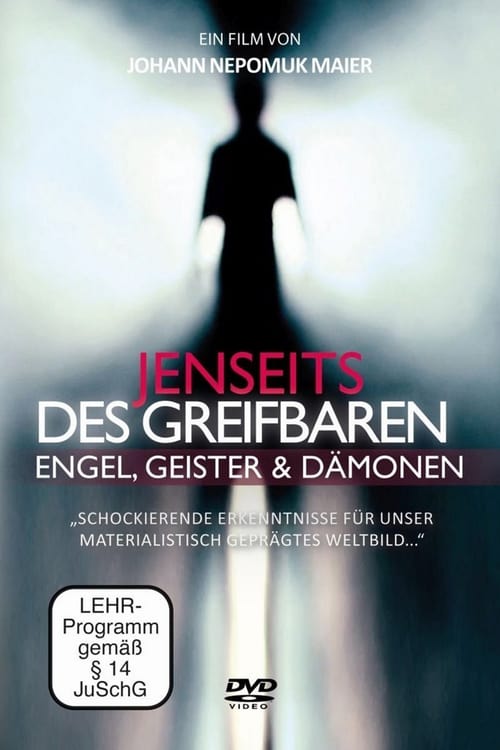 EIN FILM VON
JOHANN NEPOMUK MAIER
JENSEITS
DES GREIFBAREN
ENGEL, GEISTER & DÄMONEN
„SCHOCKIERENDE ERKENNTNISSE FÜR UNSER
MATERIALISTISCH GEPRÄGTES WELTBILD...“
LEHR-
Programm
gemäß
§ 14
JuSchG
DVD
VIDEO